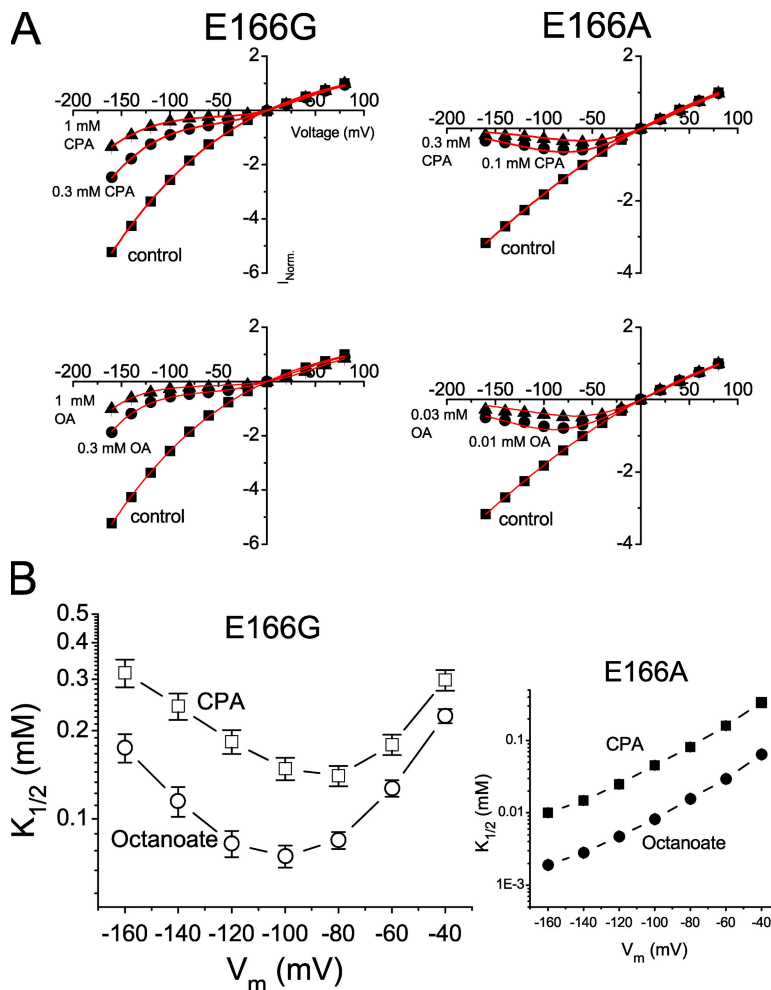 A
E166G
E166A
2
-200 -150 -100 -50 50 100
1 mM
CPA
Voltage (mV)
0.3 mM CPA
-2
-4
-6
control
I Norm.
2
-200 -150 -100 -50 0 50 100
0.3 mM
CPA
0.1 mM CPA
-2
-4
control
2
-200 -150 -100 -50 0 50 100
1 mM
OA
0.3 mM OA
-2
-4
-6
control
2
-200 -150 -100 -50 0 50 100
0.03 mM
OA
0.01 mM OA
-2
-4
control
B
E166G
0.5
0.4
0.3
0.2
0.1
K1/2 (mM)
CPA
Octanoate
-160 -140 -120 -100 -80 -60 -40
Vm (mV)
E166A
0.1
0.01
1E-3
K1/2 (mM)
CPA
Octanoate
-160 -140 -120 -100 -80 -60 -40
Vm (mV)